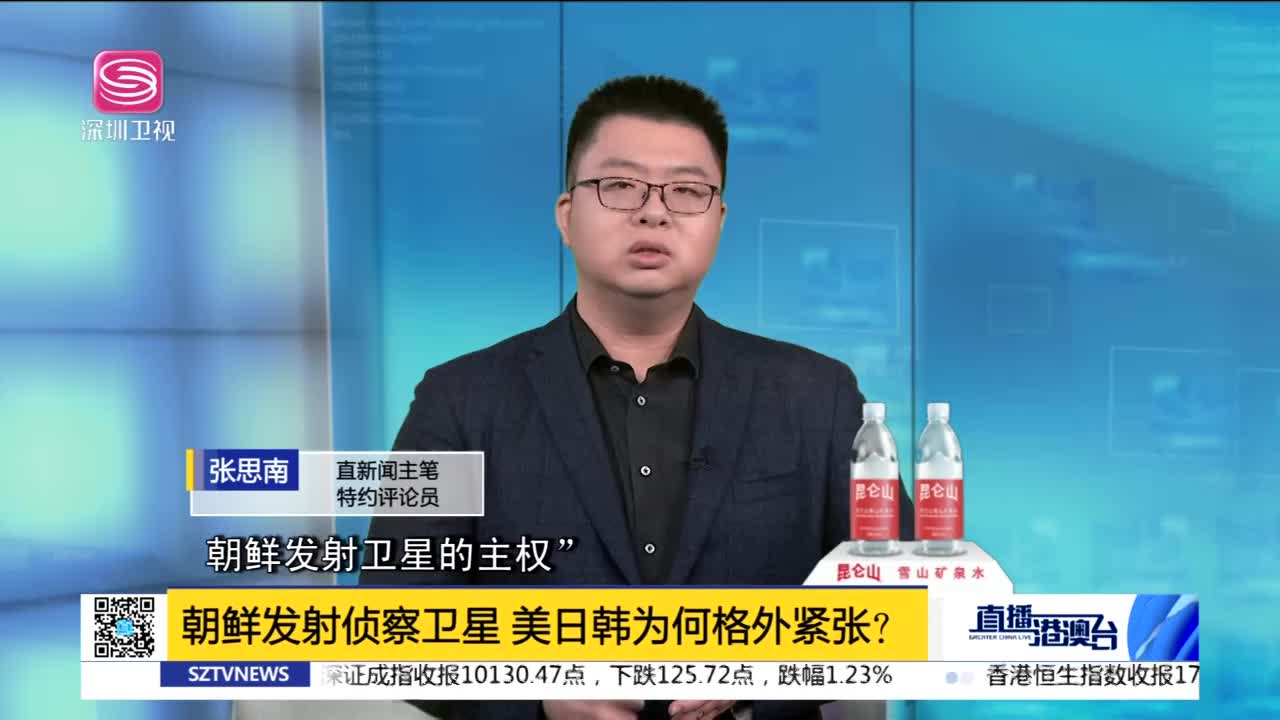 深圳卫视
张思南
直新闻主笔
特约评论员
朝鲜发射卫星的主权”
昆仑山
昆仑山
昆仑山 雪山矿泉水
朝鲜发射侦察卫星 美日韩为何格外紧张?
直播港澳台
GREATER CHINA LIVE
SZTVNEWS
深证成指收报10130.47点，下跌125.72点，跌幅1.23%
香港恒生指数收报17